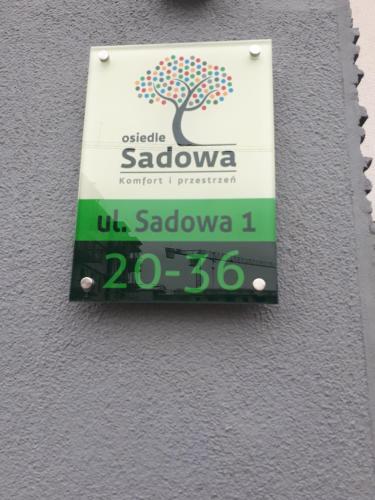 osiedle
Sadowa
Komfort i przestrzeń
ul. Sadowa 1
20-36